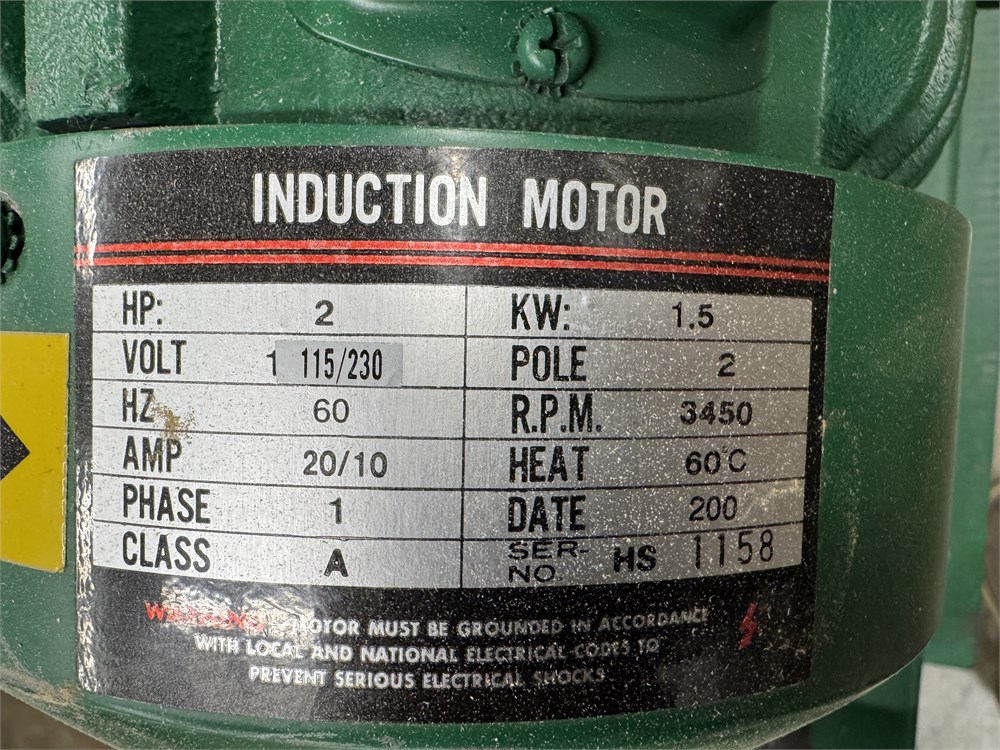 INDUCTION MOTOR
HP: 2 KW: 1.5
VOLT 1 115/230 POLE 2
HZ 60 R.P.M. 3450
AMP 20/10 HEAT 60°C
PHASE 1 DATE 200
CLASS A SER-NO. HS 1158
MOTOR MUST BE GROUNDED IN ACCORDANCE
WITH LOCAL AND NATIONAL ELECTRICAL CODES TO
PREVENT SERIOUS ELECTRICAL SHOCKS